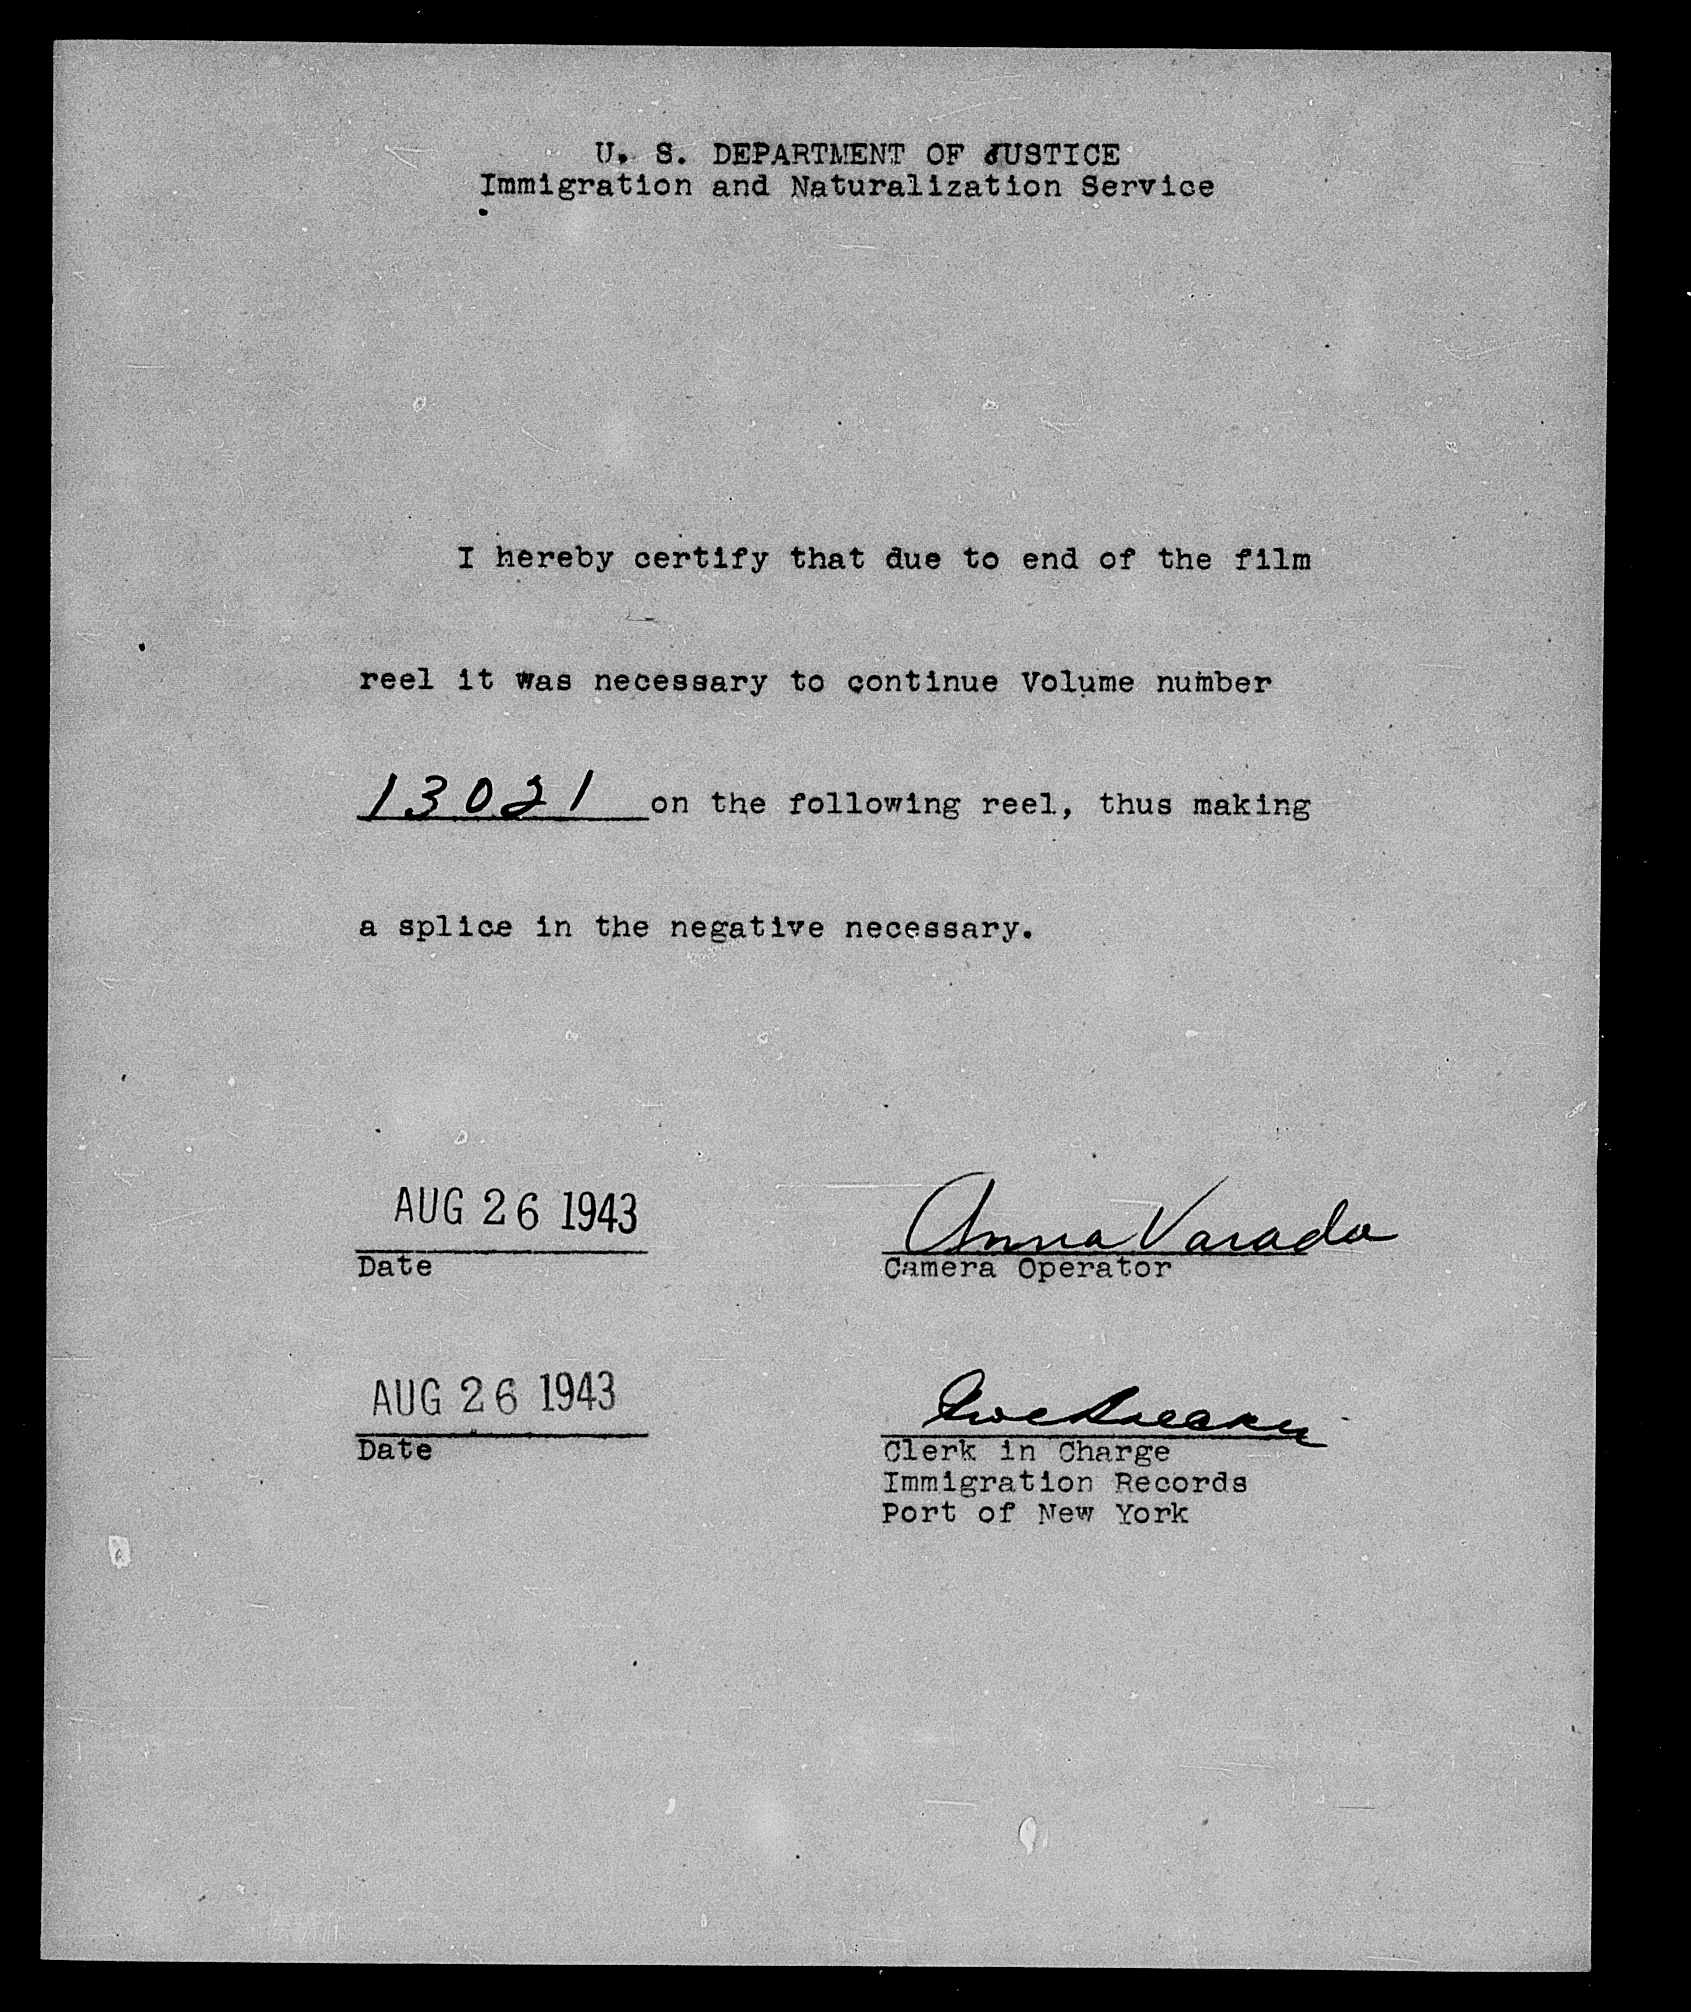 U. S. DEPARTMENT OF JUSTICE
Immigration and Naturalization Service
I hereby certify that due to end of the film
reel it was necessary to continue Volume number
13021 on the following reel, thus making
a splice in the negative necessary.
AUG 26 1943
Anna Varada
Date
Camera Operator
AUG 26 1943
Date
Clerk in Charge
Immigration Records
Port of New York